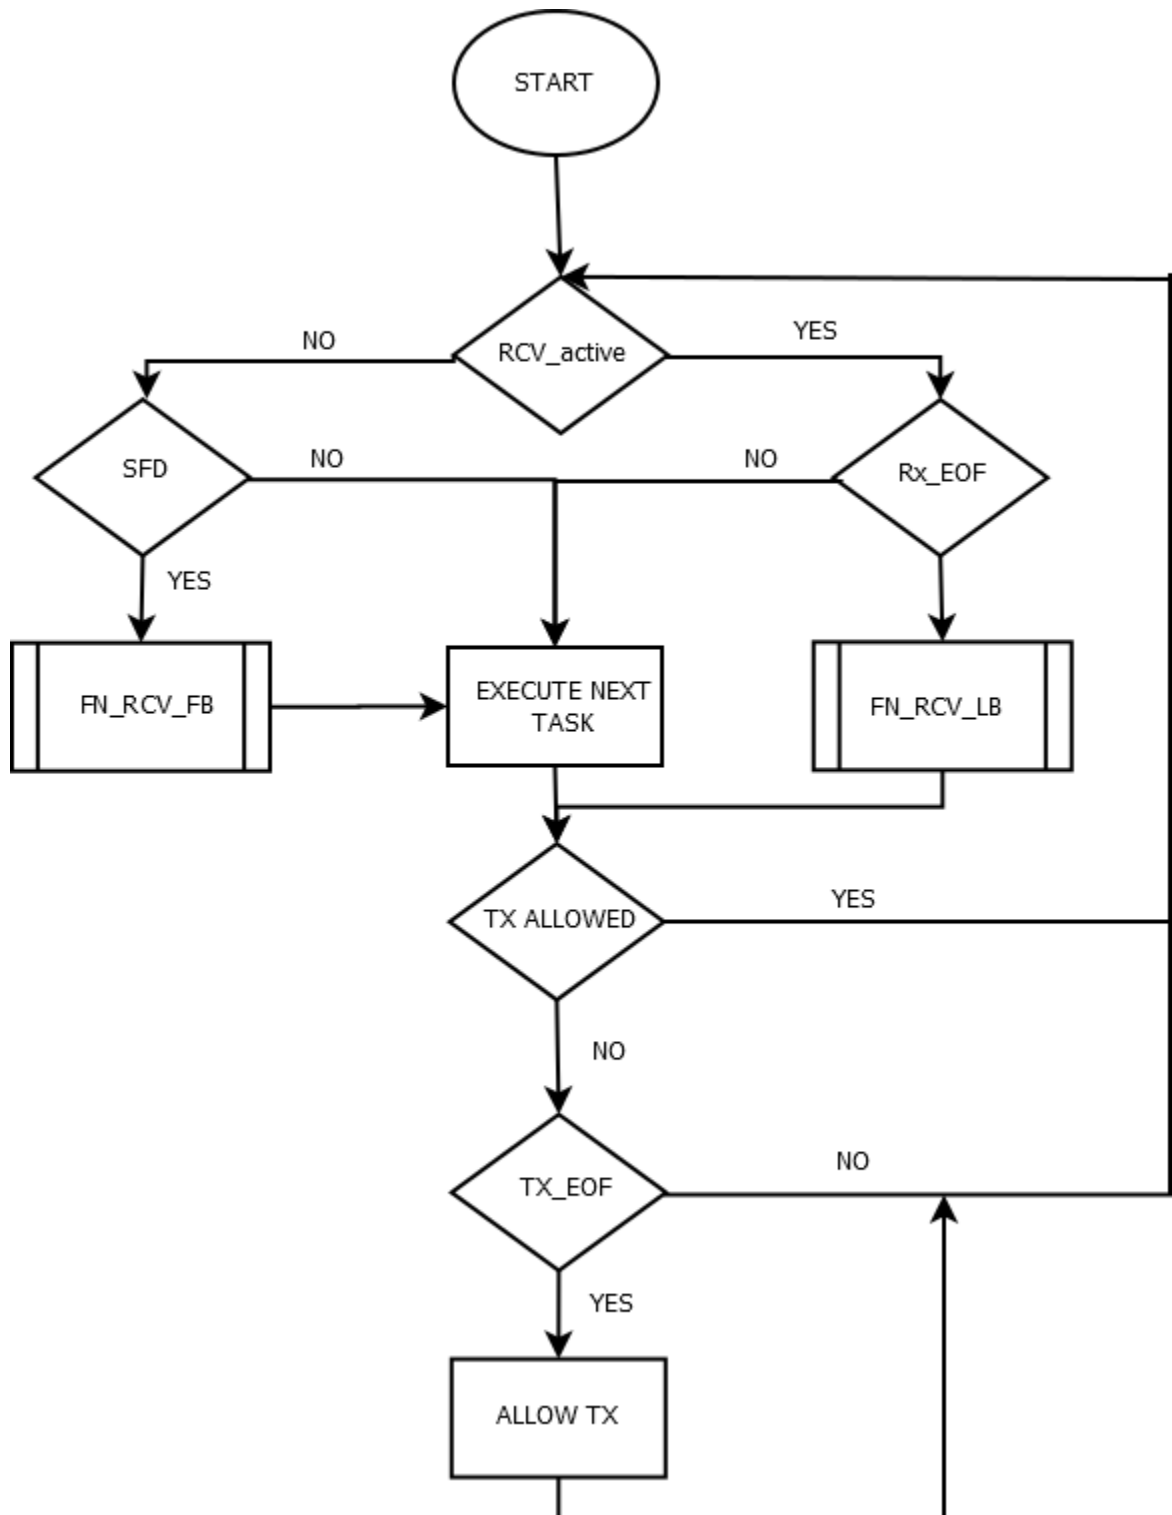 START
RCV_active
NO
YES
SFD
NO
NO
Rx_EOF
YES
FN_RCV_FB
EXECUTE NEXT
TASK
FN_RCV_LB
TX ALLOWED
YES
NO
TX_EOF
NO
YES
ALLOW TX